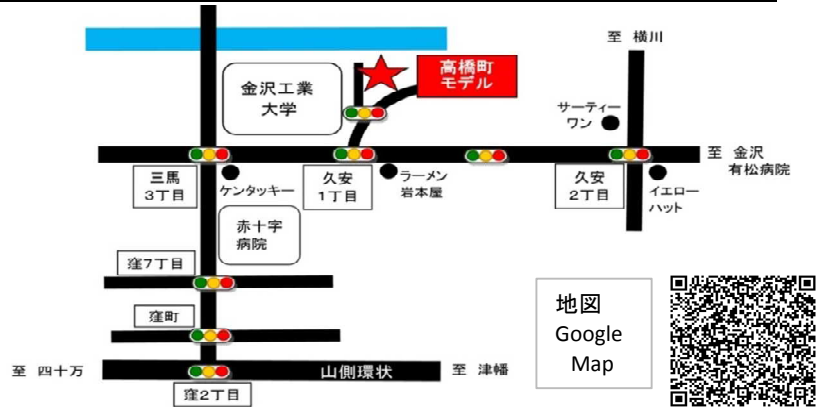 至 横川
高橋町
モデル
金沢工業
大学
サーティー
ワン
至 金沢
有松病院
三馬
3丁目
ケンタッキー
久安
1丁目
ラーメン
岩本屋
久安
2丁目
イエロー
ハット
赤十字
病院
窪7丁目
窪町
至 四十万
山側環状
至 津幡
窪2丁目
地図
Google
Map